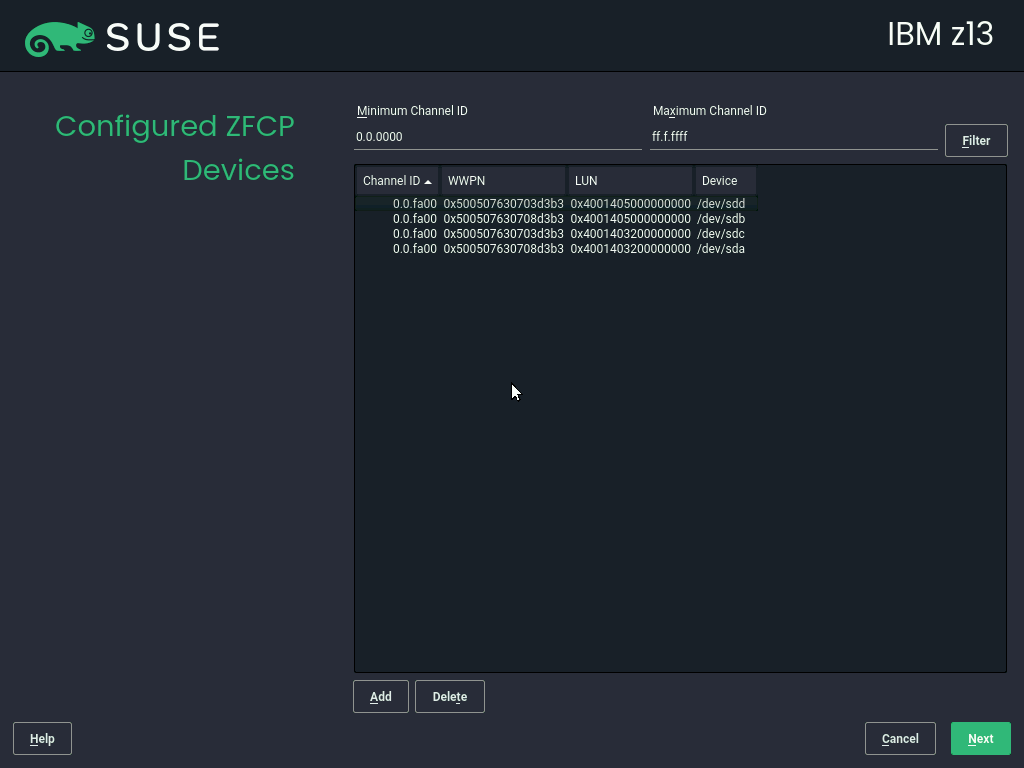 SUSE
IBM z13
Configured ZFCP
Devices
Minimum Channel ID
Maximum Channel ID
0.0.0000
ff.f.ffff
Filter
Channel ID WWPN LUN Device
0.0.fa00 0x500507630703d3b3 0x4001405000000000 /dev/sdd
0.0.fa00 0x500507630708d3b3 0x4001405000000000 /dev/sdb
0.0.fa00 0x500507630703d3b3 0x4001403200000000 /dev/sdc
0.0.fa00 0x500507630708d3b3 0x4001403200000000 /dev/sda
Add
Delete
Help
Cancel
Next